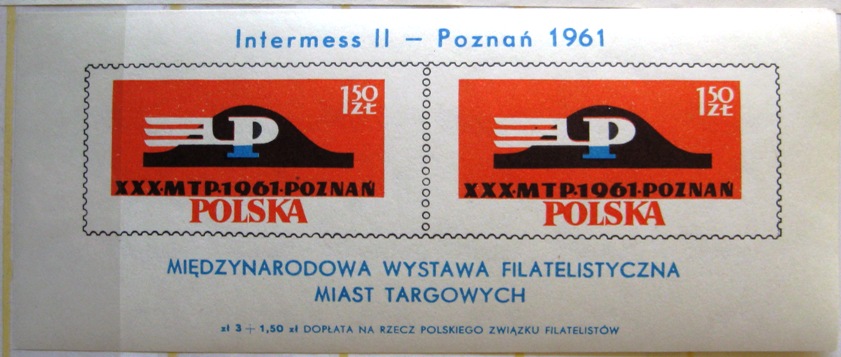 Intermess II – Poznań 1961
1 50 ZŁ
P
XXX·MTP·1961·POZNAŃ
POLSKA
1 50 ZŁ
P
XXX·MTP·1961·POZNAŃ
POLSKA
MIĘDZYNARODOWA WYSTAWA FILATELISTYCZNA
MIAST TARGOWYCH
zł 3 + 1,50 zł DOPŁATA NA RZECZ POLSKIEGO ZWIĄZKU FILATELISTÓW